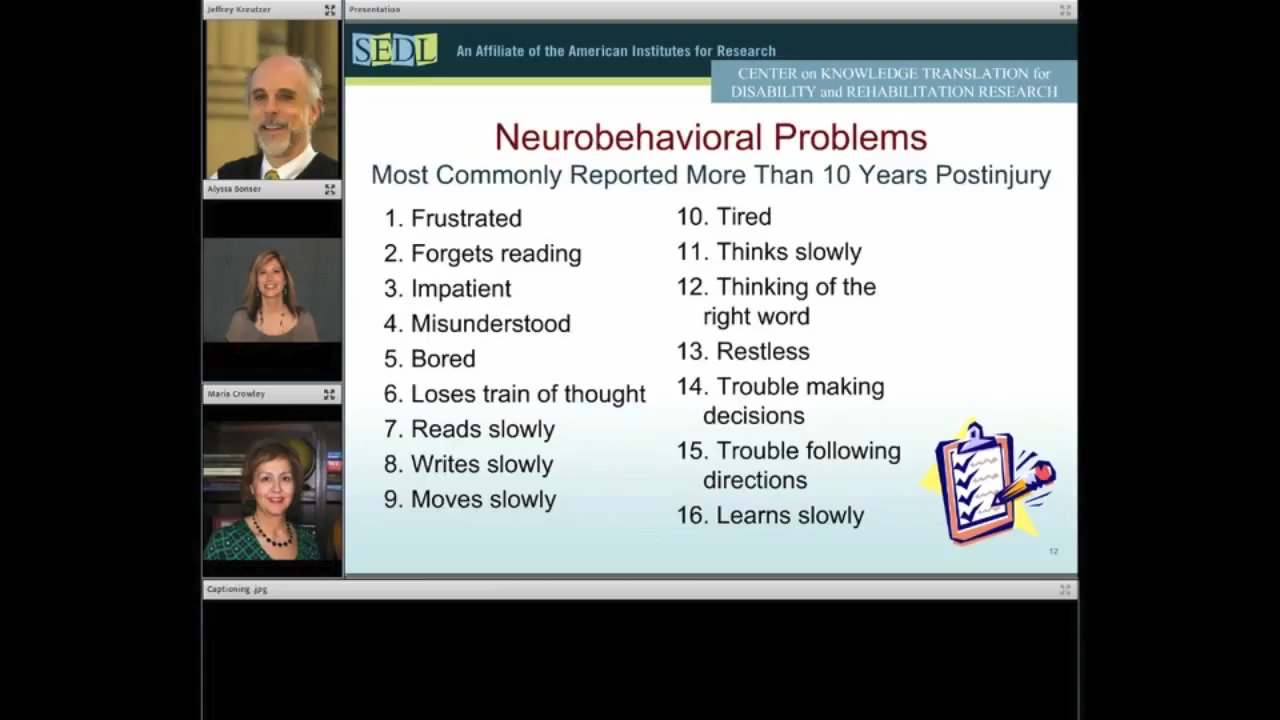 Jeffrey Kreutzer
Presentation
SEDL
An Affiliate of the American Institutes for Research
CENTER on KNOWLEDGE TRANSLATION for
DISABILITY and REHABILITATION RESEARCH
Neurobehavioral Problems
Most Commonly Reported More Than 10 Years Postinjury
1. Frustrated
2. Forgets reading
3. Impatient
4. Misunderstood
5. Bored
6. Loses train of thought
7. Reads slowly
8. Writes slowly
9. Moves slowly
10. Tired
11. Thinks slowly
12. Thinking of the
right word
13. Restless
14. Trouble making
decisions
15. Trouble following
directions
16. Learns slowly
12
Alyssa Bonser
Maria Crowley
Captioning .jpg